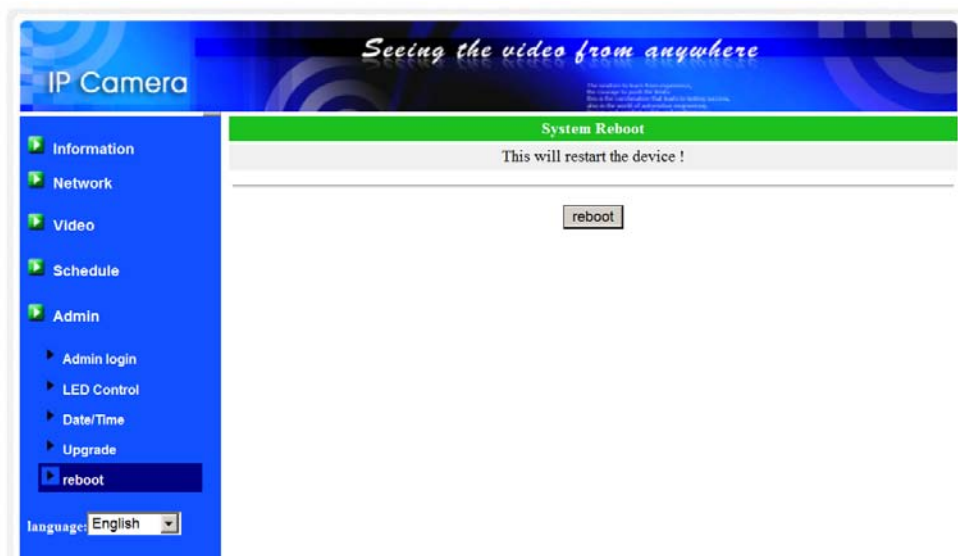 Seeing the video from anywhere
IP Camera
Information
Network
Video
Schedule
Admin
Admin login
LED Control
Date/Time
Upgrade
reboot
language: English
System Reboot
This will restart the device !
reboot